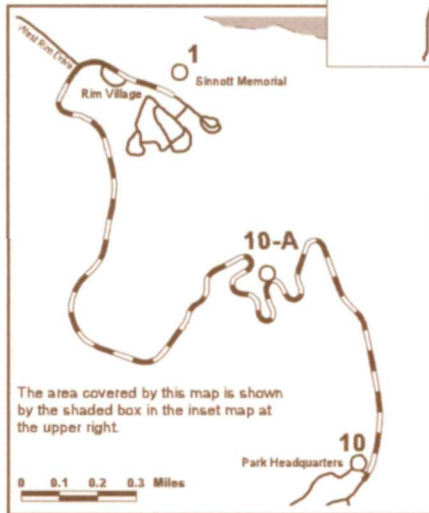 West Rim Drive
1
Sinnott Memorial
Rim Village
10-A
The area covered by this map is shown
by the shaded box in the inset map at
the upper right.
10
Park Headquarters
0 0.1 0.2 0.3 Miles